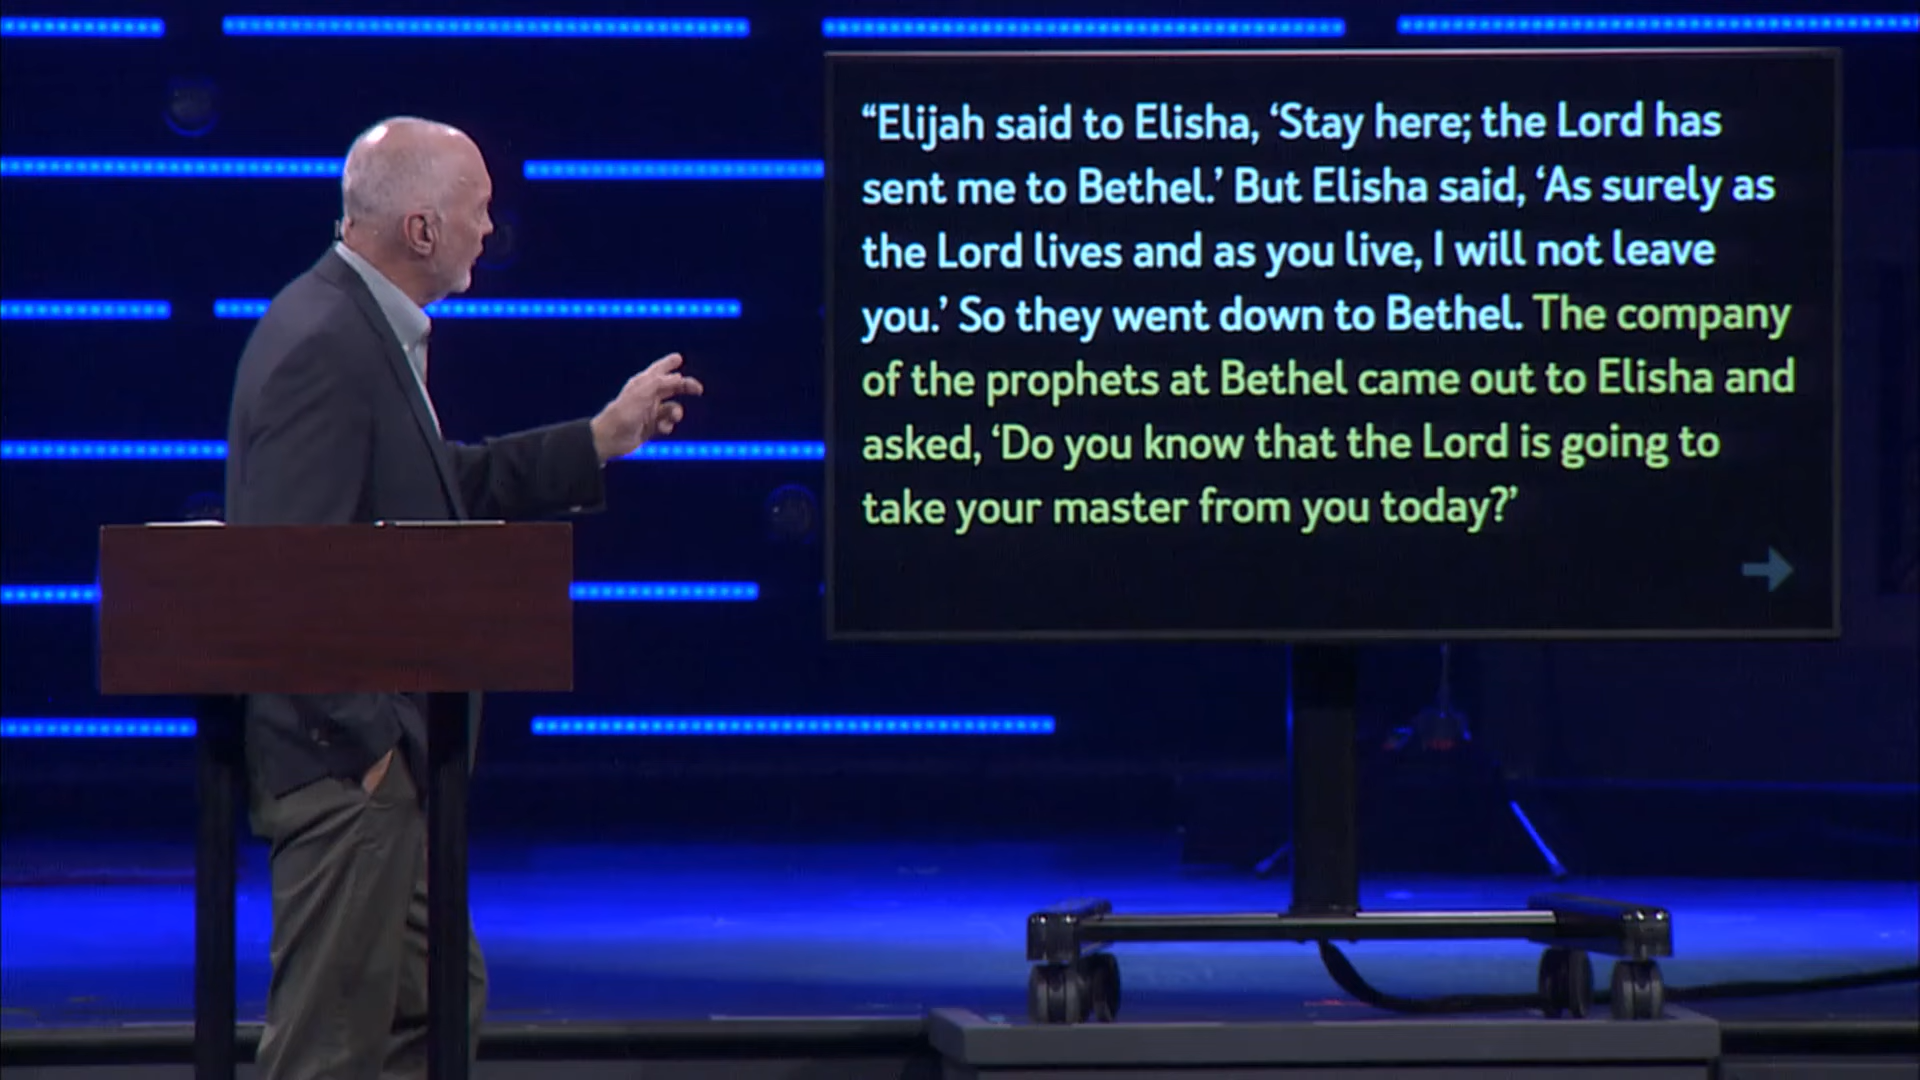 “Elijah said to Elisha, ‘Stay here; the Lord has
sent me to Bethel.’ But Elisha said, ‘As surely as
the Lord lives and as you live, I will not leave
you.’ So they went down to Bethel. The company
of the prophets at Bethel came out to Elisha and
asked, ‘Do you know that the Lord is going to
take your master from you today?’